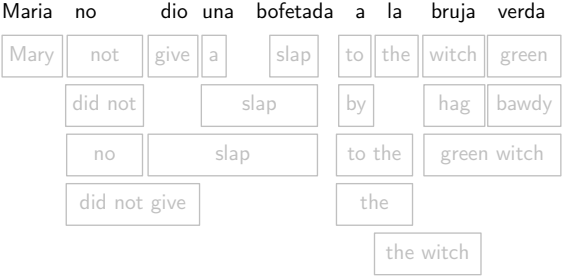 Maria no dio una bofetada a la bruja verda
Mary not give a slap to the witch green
did not slap by hag bawdy
no slap to the green witch
did not give the
the witch